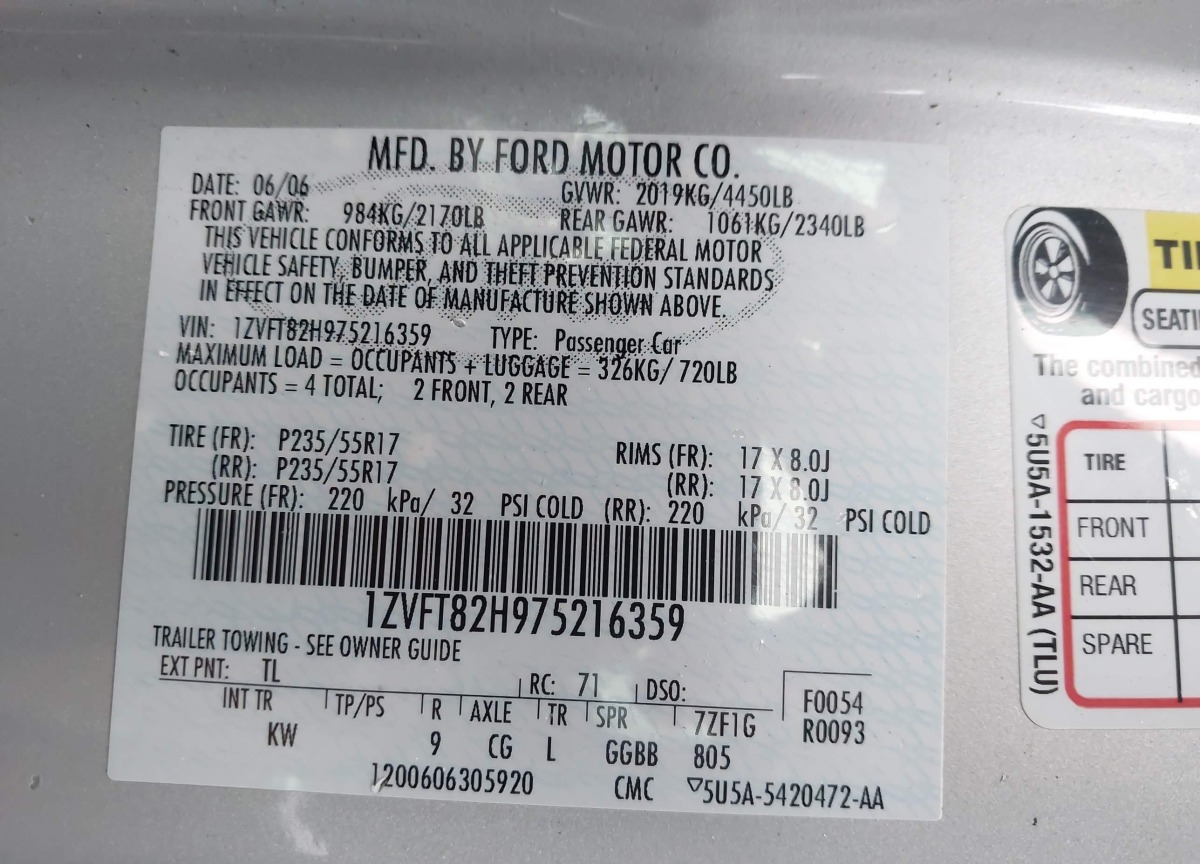 MFD. BY FORD MOTOR CO.
DATE: 06/06 GVWR: 2019KG/4450LB
FRONT GAWR: 984KG/2170LB REAR GAWR: 1061KG/2340LB
THIS VEHICLE CONFORMS TO ALL APPLICABLE FEDERAL MOTOR
VEHICLE SAFETY, BUMPER, AND THEFT PREVENTION STANDARDS
IN EFFECT ON THE DATE OF MANUFACTURE SHOWN ABOVE.
VIN: 1ZVFT82H975216359 TYPE: Passenger Car
MAXIMUM LOAD = OCCUPANTS + LUGGAGE = 326KG/ 720LB
OCCUPANTS = 4 TOTAL; 2 FRONT, 2 REAR
TIRE (FR): P235/55R17 RIMS (FR): 17 X 8.0J
(RR): P235/55R17 (RR): 17 X 8.0J
PRESSURE (FR): 220 kPa/ 32 PSI COLD (RR): 220 kPa/ 32 PSI COLD
1ZVFT82H975216359
TRAILER TOWING - SEE OWNER GUIDE
EXT PNT: TL RC: 71 DSO: F0054
INT TR TP/PS R AXLE TR SPR 7ZF1G R0093
KW 9 CG L GGBB 805
1200606305920 CMC ▽5U5A-5420472-AA
TI
SEATI
The combined
and cargo
TIRE
FRONT
REAR
SPARE
▽5U5A-1532-AA (TLU)